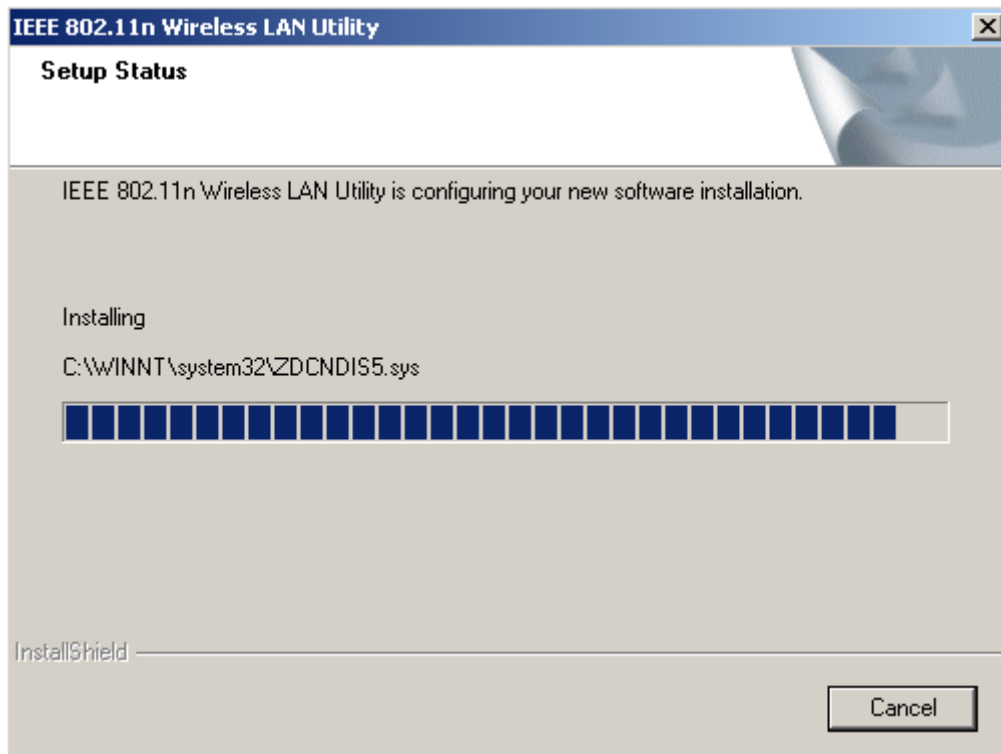 IEEE 802.11n Wireless LAN Utility
Setup Status
IEEE 802.11n Wireless LAN Utility is configuring your new software installation.
Installing
C:\WINNT\system32\ZDCNDIS5.sys
InstallShield
Cancel